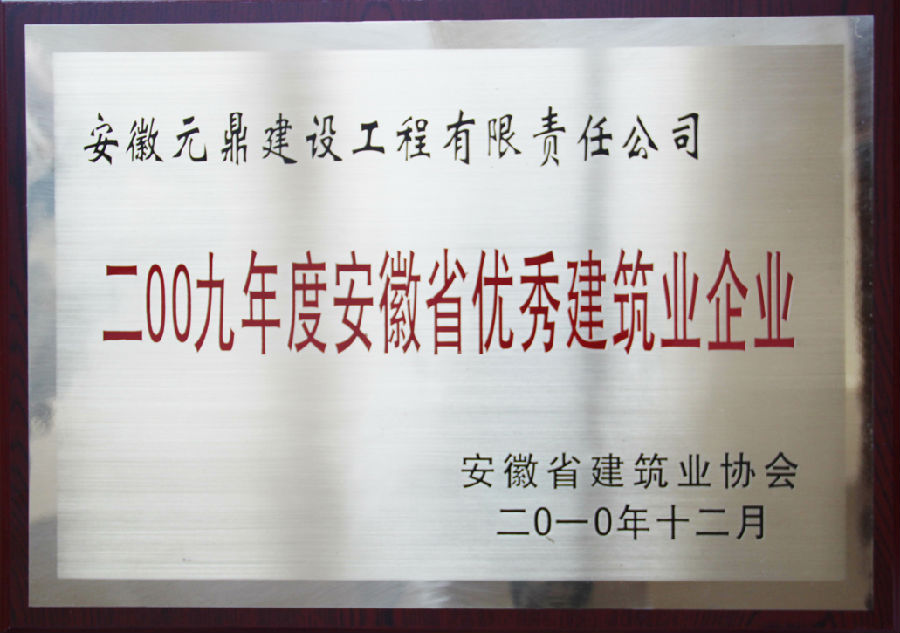 安徽元鼎建设工程有限责任公司
二00九年度安徽省优秀建筑业企业
安徽省建筑业协会
二0一0年十二月